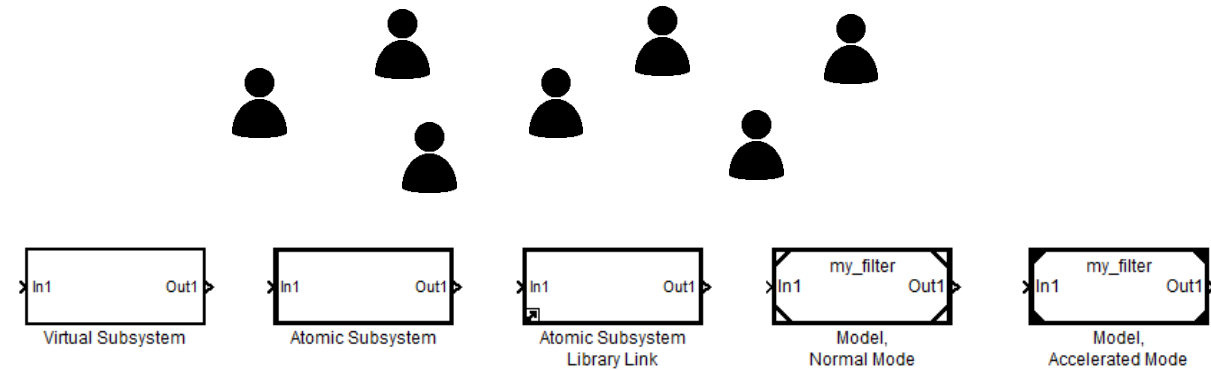 In1 Out1
Virtual Subsystem
In1 Out1
Atomic Subsystem
In1 Out1
Atomic Subsystem
Library Link
my_filter
In1 Out1
Model,
Normal Mode
my_filter
In1 Out1
Model,
Accelerated Mode